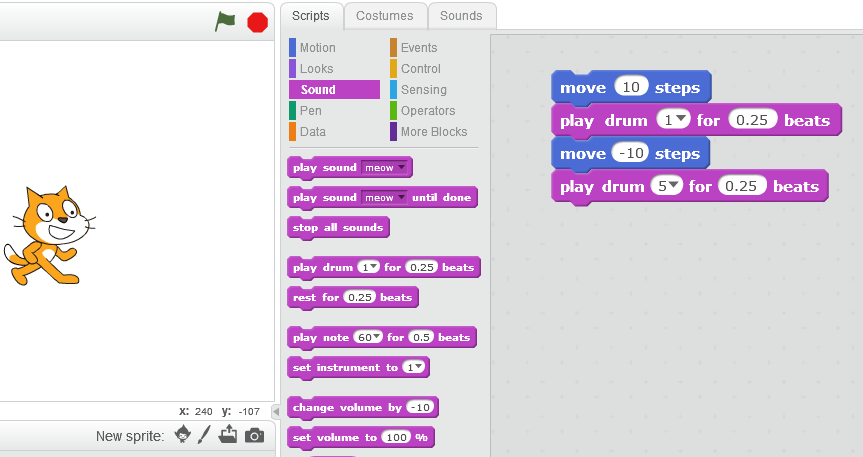 Scripts Costumes Sounds
Motion Events
Looks Control
Sound Sensing
Pen Operators
Data More Blocks
play sound meow
play sound meow until done
stop all sounds
play drum 1 for 0.25 beats
rest for 0.25 beats
play note 60 for 0.5 beats
set instrument to 1
change volume by -10
set volume to 100 %
move 10 steps
play drum 1 for 0.25 beats
move -10 steps
play drum 5 for 0.25 beats
x: 240 y: -107
New sprite: